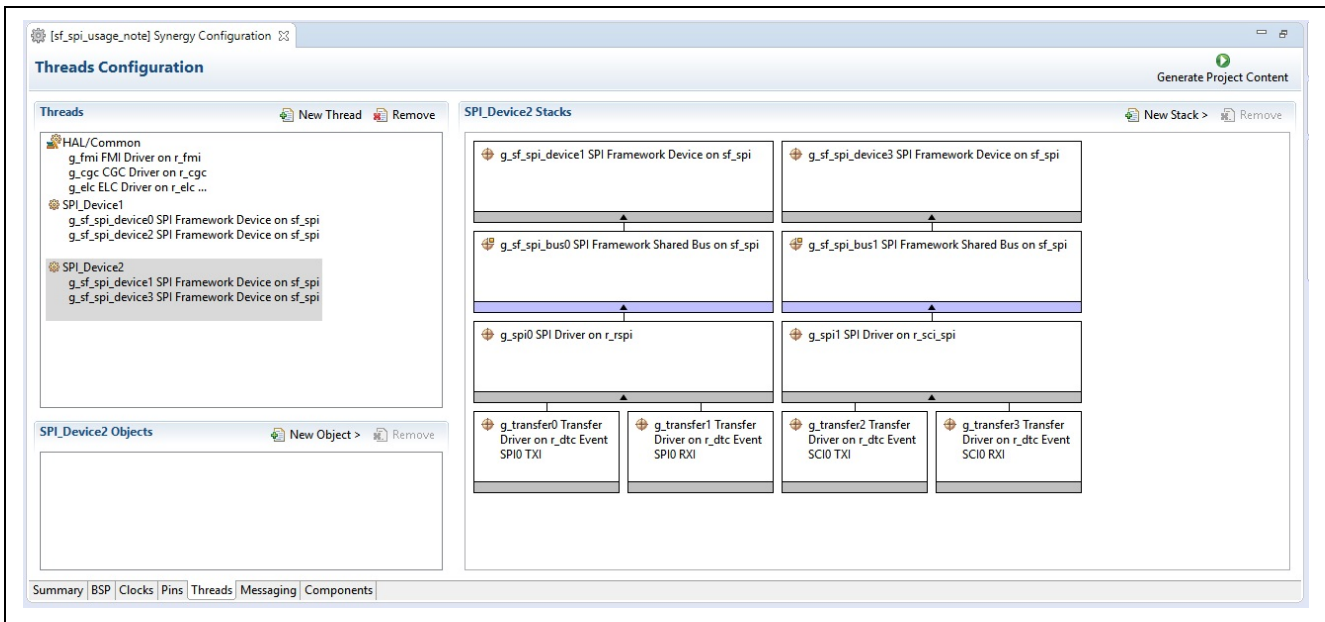 [sf_spi_usage_note] Synergy Configuration
Threads Configuration
Generate Project Content
Threads
New Thread
Remove
HAL/Common
g_fmi FMI Driver on r_fmi
g_cgc CGC Driver on r_cgc
g_elc ELC Driver on r_elc ...
SPI_Device1
g_sf_spi_device0 SPI Framework Device on sf_spi
g_sf_spi_device2 SPI Framework Device on sf_spi
SPI_Device2
g_sf_spi_device1 SPI Framework Device on sf_spi
g_sf_spi_device3 SPI Framework Device on sf_spi
SPI_Device2 Objects
New Object >
Remove
SPI_Device2 Stacks
New Stack >
Remove
g_sf_spi_device1 SPI Framework Device on sf_spi
g_sf_spi_device3 SPI Framework Device on sf_spi
g_sf_spi_bus0 SPI Framework Shared Bus on sf_spi
g_sf_spi_bus1 SPI Framework Shared Bus on sf_spi
g_spi0 SPI Driver on r_rspi
g_spi1 SPI Driver on r_sci_spi
g_transfer0 Transfer
Driver on r_dtc Event
SPI0 TXI
g_transfer1 Transfer
Driver on r_dtc Event
SPI0 RXI
g_transfer2 Transfer
Driver on r_dtc Event
SCI0 TXI
g_transfer3 Transfer
Driver on r_dtc Event
SCI0 RXI
Summary BSP Clocks Pins Threads Messaging Components